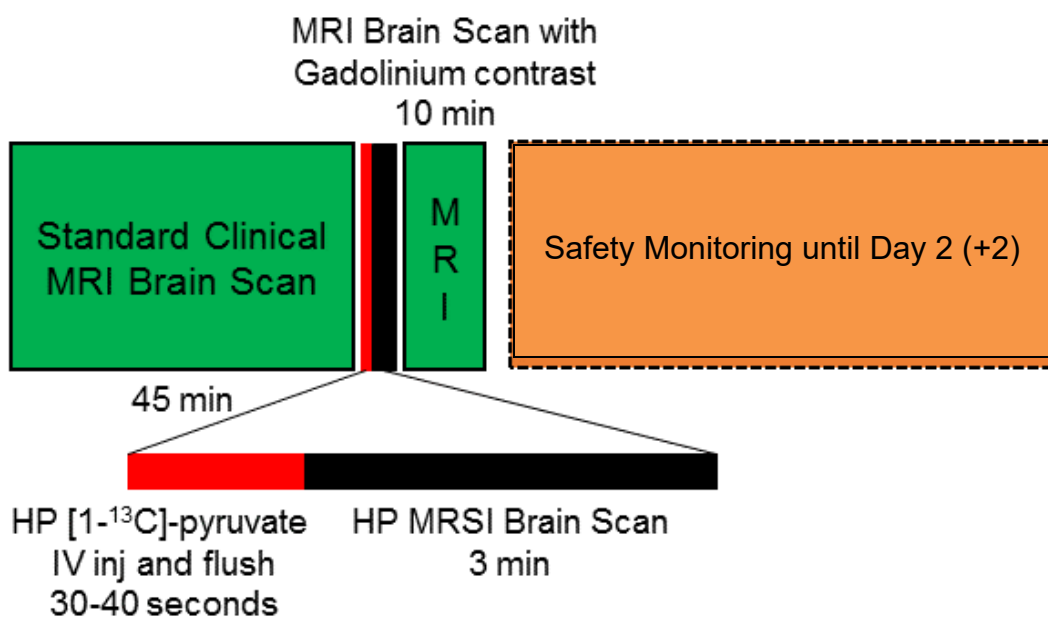 MRI Brain Scan with
Gadolinium contrast
10 min
Standard Clinical
MRI Brain Scan
M
R
I
Safety Monitoring until Day 2 (+2)
45 min
HP [1-¹³C]-pyruvate
IV inj and flush
30-40 seconds
HP MRSI Brain Scan
3 min